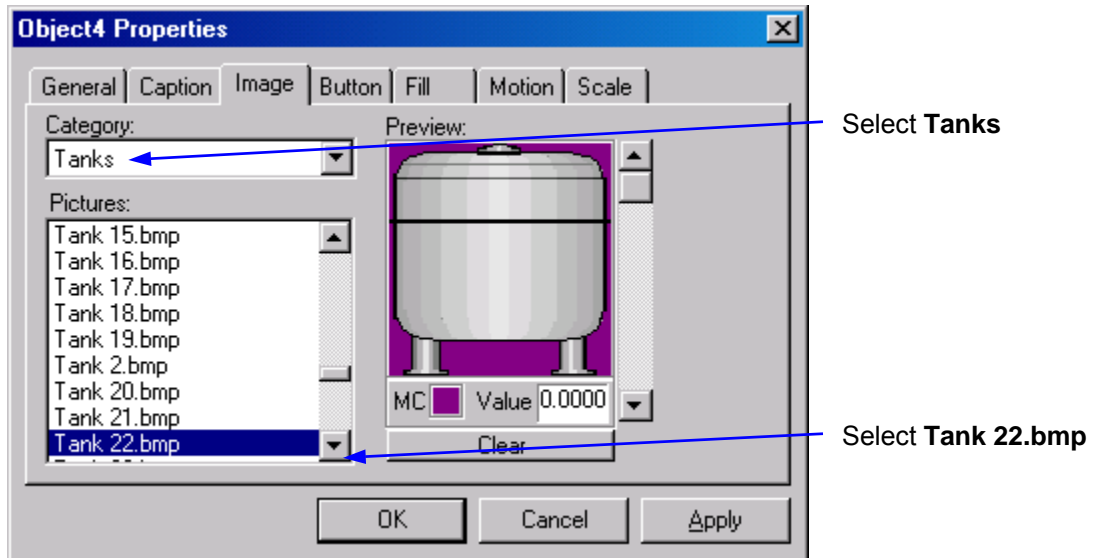 Object4 Properties
General Caption Image Button Fill Motion Scale
Category:
Tanks
Pictures:
Tank 15.bmp
Tank 16.bmp
Tank 17.bmp
Tank 18.bmp
Tank 19.bmp
Tank 2.bmp
Tank 20.bmp
Tank 21.bmp
Tank 22.bmp
Preview:
MC Value 0.0000
Clear
OK Cancel Apply
Select Tanks
Select Tank 22.bmp